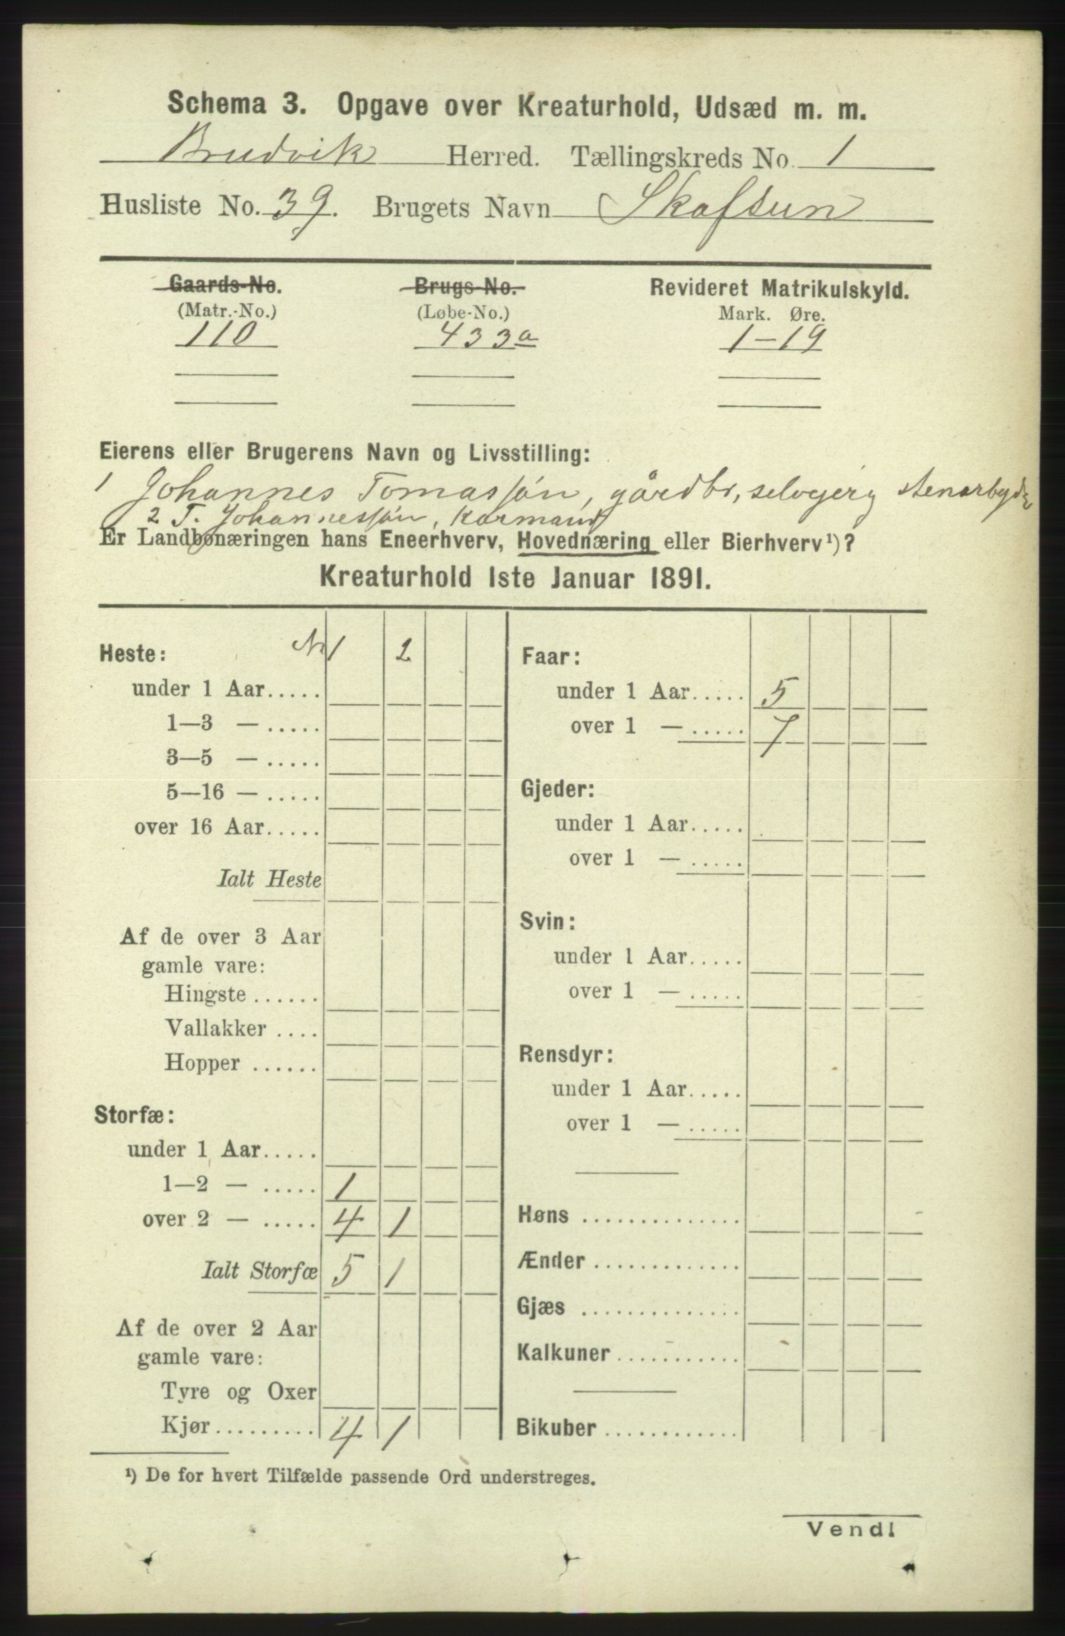 Schema 3. Opgave over Kreaturhold, Udsæd m. m.
Brudvik Herred. Tællingskreds No. 1
Husliste No. 39. Brugets Navn Skafsun
Gaards-No. Brugs-No. Revideret Matrikulskyld.
(Matr.-No.) (Løbe-No.) Mark. Øre.
110 433a 1-19
Eierens eller Brugerens Navn og Livsstilling:
1 Johannes Tomassøn, gårdbr, selvejer, stenarbejder
2 T. Johannessøn, Kaarmand
Er Landbonæringen hans Eneerhverv, Hovednæring eller Bierhverv¹)?
Kreaturhold 1ste Januar 1891.
Heste: No 1 2
under 1 Aar.....
1—3 — .....
3—5 — .....
5—16 — .....
over 16 Aar.....
Ialt Heste
Af de over 3 Aar
gamle vare:
Hingste ......
Vallakker ....
Hopper ......
Storfæ:
under 1 Aar.....
1—2 — ..... 1
over 2 — ..... 4 1
Ialt Storfæ 5 1
Af de over 2 Aar
gamle vare:
Tyre og Oxer
Kjør......... 4 1
Faar:
under 1 Aar..... 5
over 1 — ..... 7
Gjeder:
under 1 Aar.....
over 1 — .....
Svin:
under 1 Aar.....
over 1 — .....
Rensdyr:
under 1 Aar.....
over 1 — .....
Høns ..............
Ænder .............
Gjæs ..............
Kalkuner ...........
Bikuber ............
¹) De for hvert Tilfælde passende Ord understreges.
Vend!